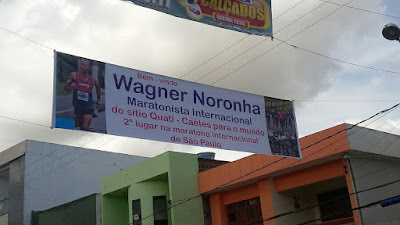 CALÇADOS
Bem - vindo
Wagner Noronha
Maratonista Internacional
do sítio Quati - Caetes para o mundo
2º lugar na maratona internacional
de São Paulo